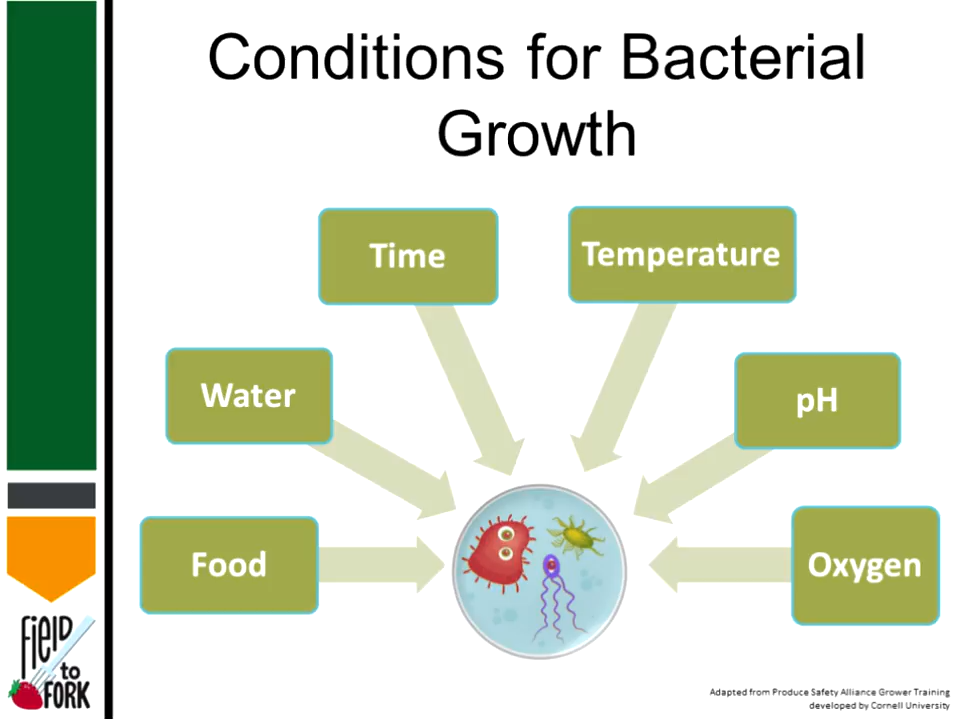 Conditions for Bacterial
Growth
Time
Temperature
Water
pH
Food
Oxygen
FiELD
to
FORK
Adapted from Produce Safety Alliance Grower Training
developed by Cornell University